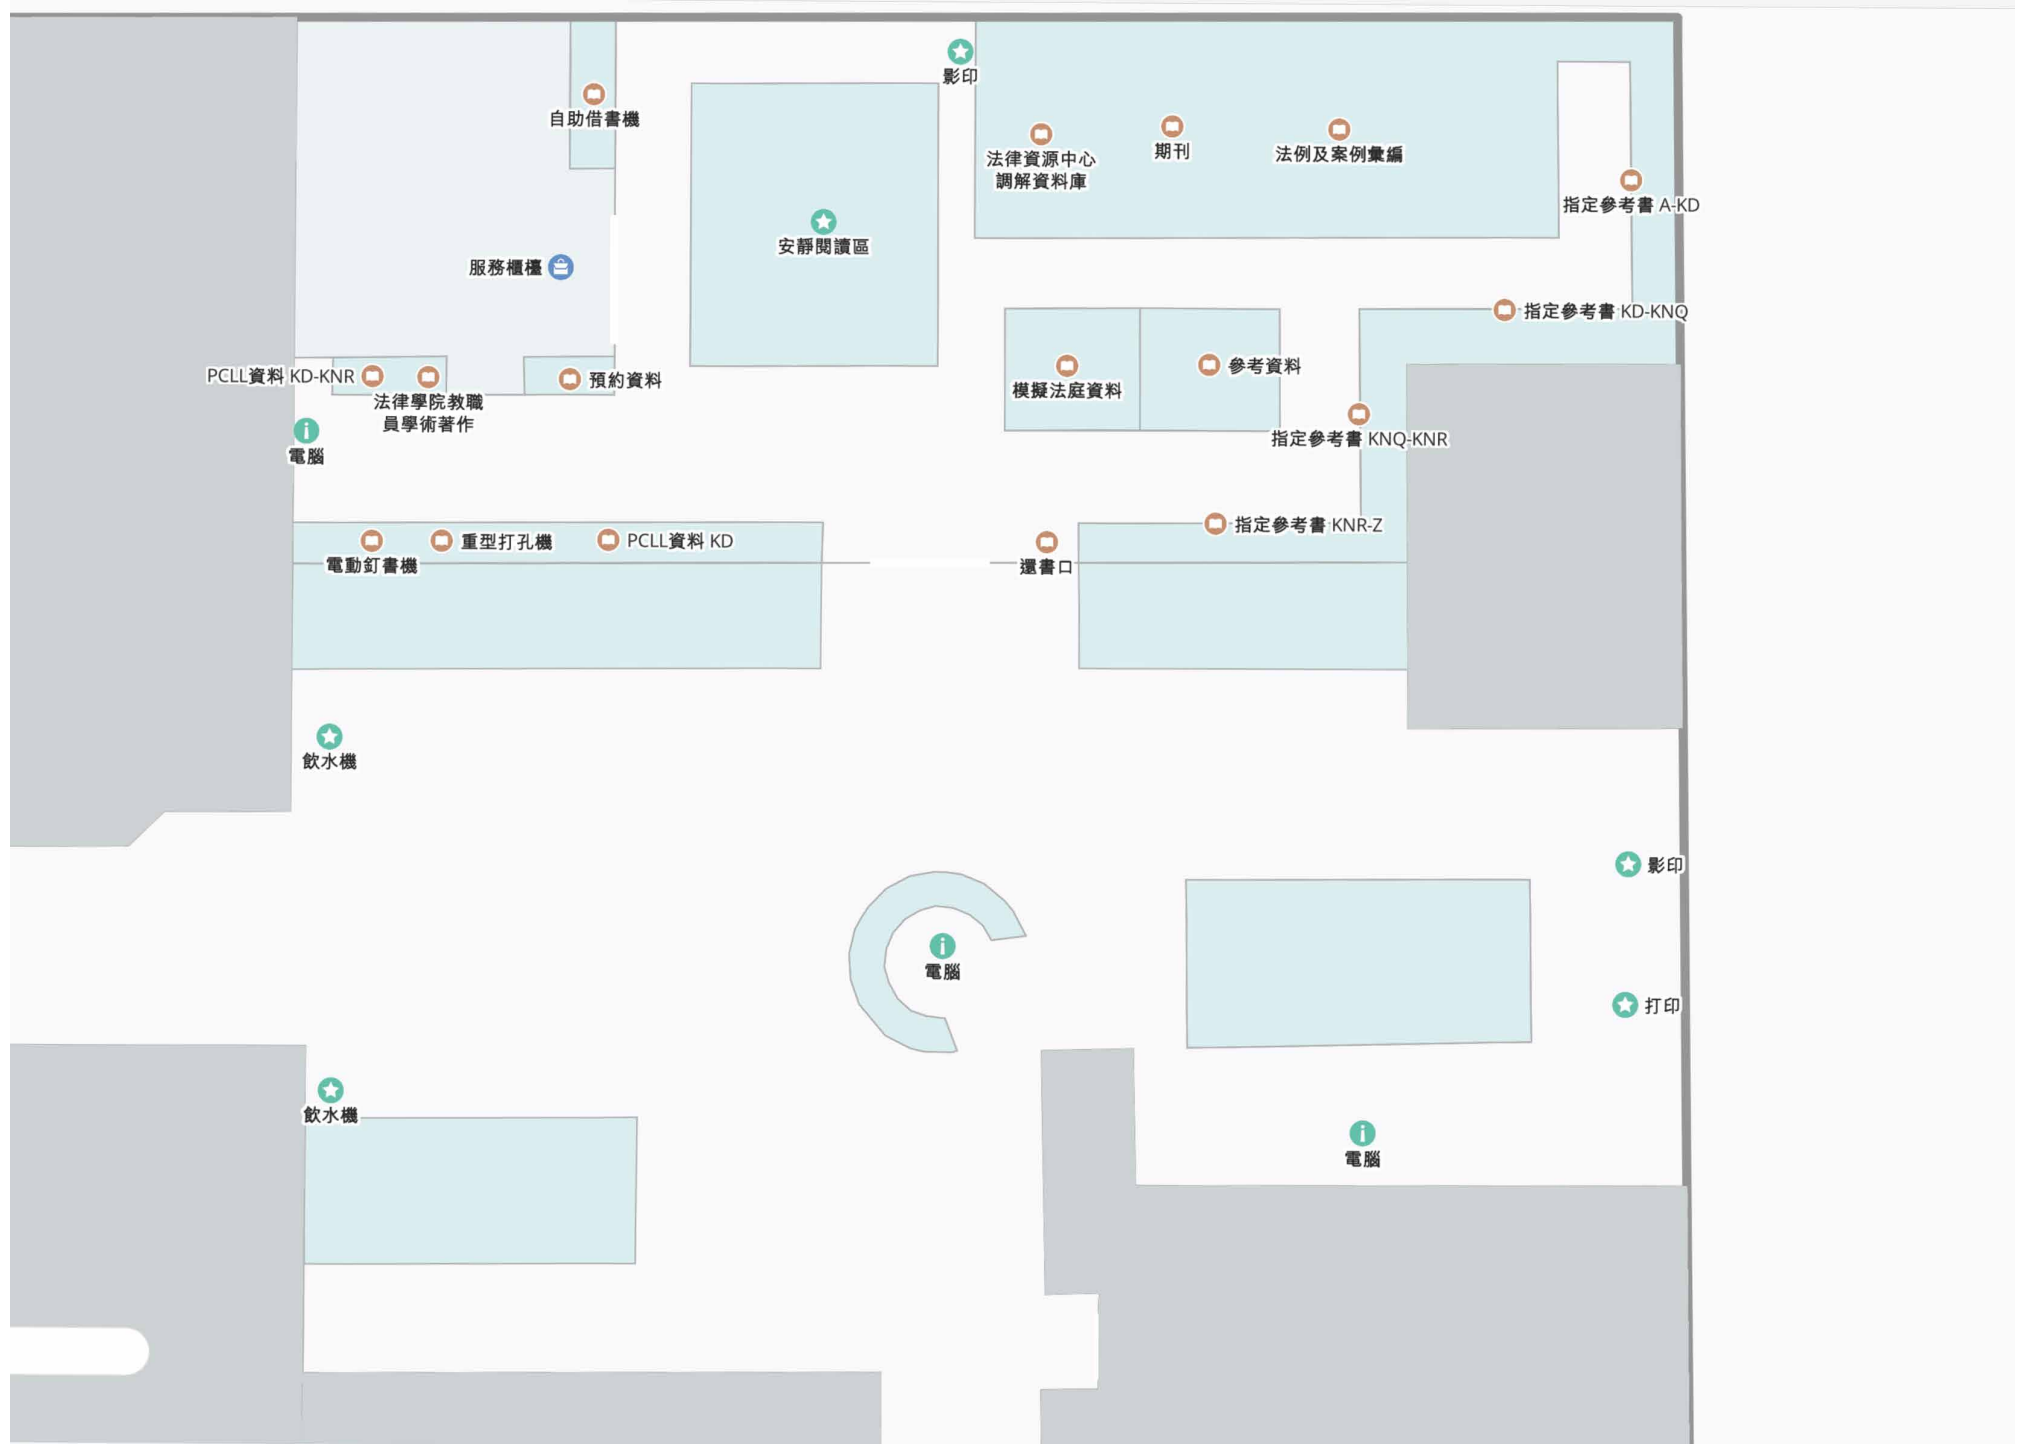 影印
自助借書機
法律資源中心
調解資料庫
期刊
法例及案例彙編
指定參考書 A-KD
安靜閱讀區
服務櫃檯
指定參考書 KD-KNQ
PCLL資料 KD-KNR
法律學院教職
員學術著作
預約資料
模擬法庭資料
參考資料
指定參考書 KNQ-KNR
電腦
電動釘書機
重型打孔機
PCLL資料 KD
還書口
指定參考書 KNR-Z
飲水機
影印
電腦
打印
飲水機
電腦